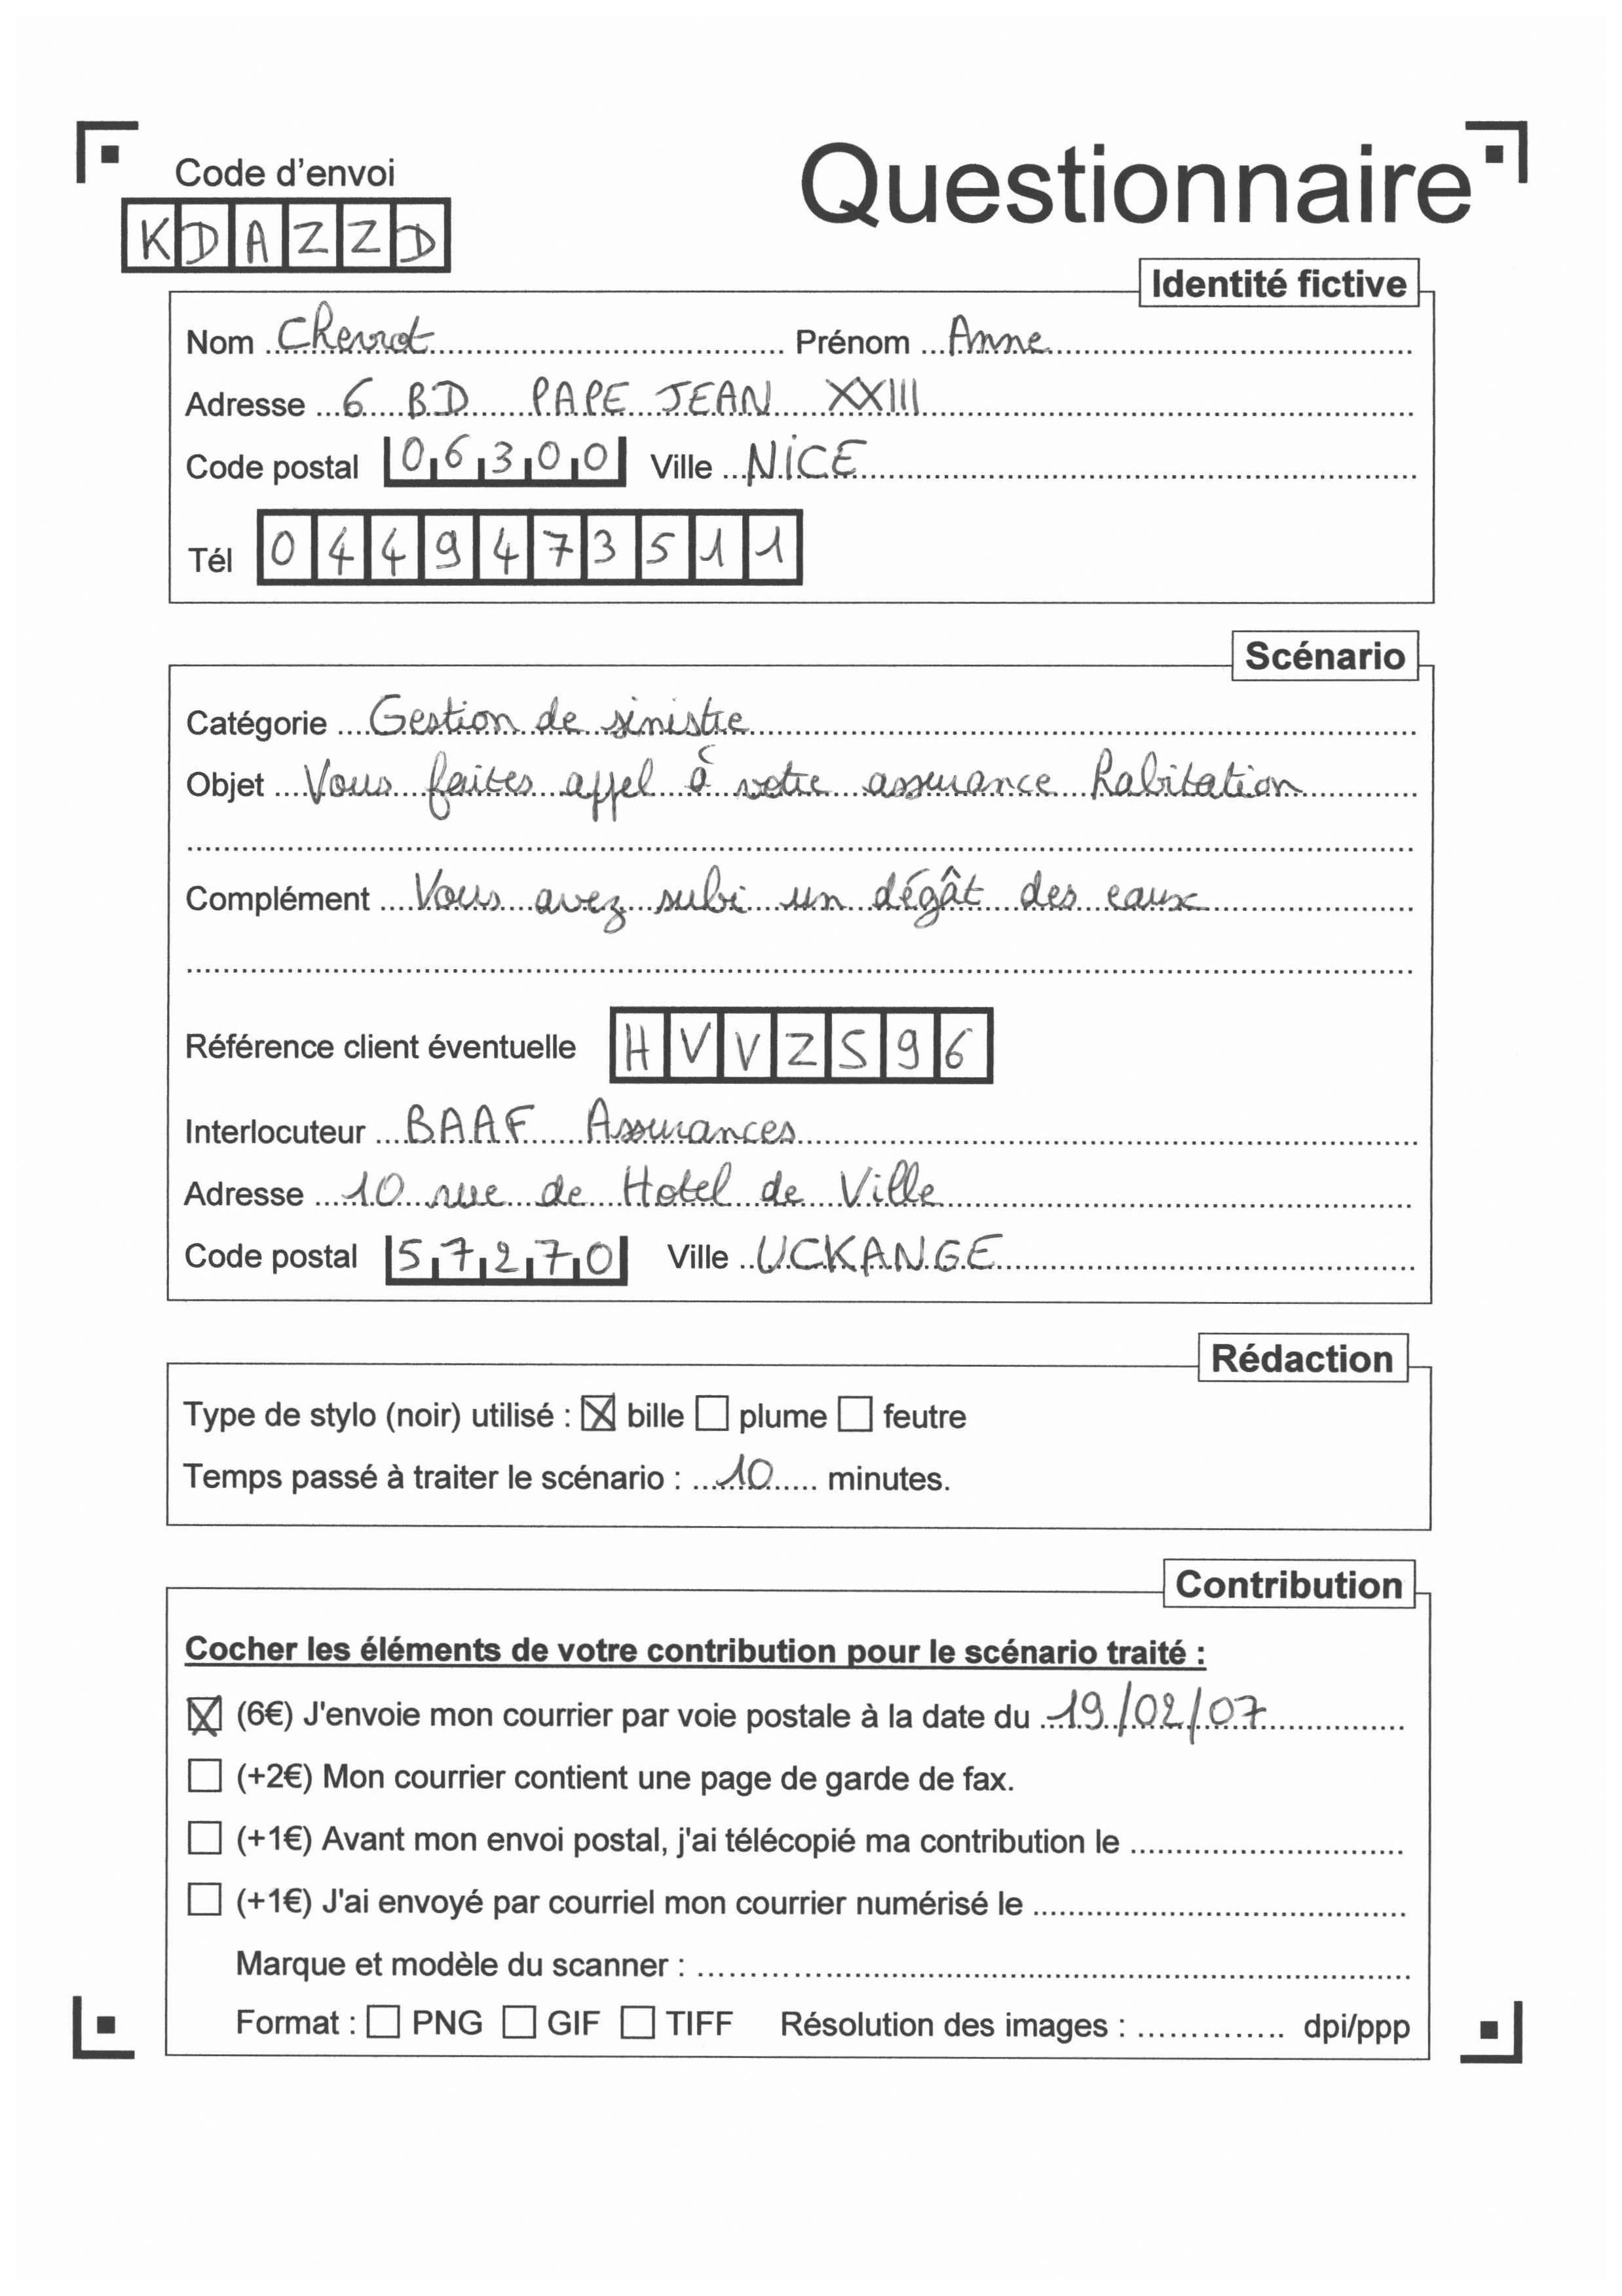 Code d'envoi
KDAZZD
Questionnaire
Identité fictive
Nom Cherrot Prénom Anne
Adresse 6 BD PAPE JEAN XXIII
Code postal 06300 Ville NiCE
Tél 0449473511
Scénario
Catégorie Gestion de sinistre
Objet Vous faites appel à votre assurance habitation
Complément Vous avez subi un dégât des eaux
Référence client éventuelle HVVZS96
Interlocuteur BAAF Assurances
Adresse 10 rue de Hotel de Ville
Code postal 57270 Ville UCKANGE
Rédaction
Type de stylo (noir) utilisé : ☒ bille ☐ plume ☐ feutre
Temps passé à traiter le scénario : 10 minutes.
Contribution
Cocher les éléments de votre contribution pour le scénario traité :
☒ (6€) J'envoie mon courrier par voie postale à la date du 19/02/07
☐ (+2€) Mon courrier contient une page de garde de fax.
☐ (+1€) Avant mon envoi postal, j'ai télécopié ma contribution le
☐ (+1€) J'ai envoyé par courriel mon courrier numérisé le
Marque et modèle du scanner :
Format : ☐ PNG ☐ GIF ☐ TIFF Résolution des images : dpi/ppp